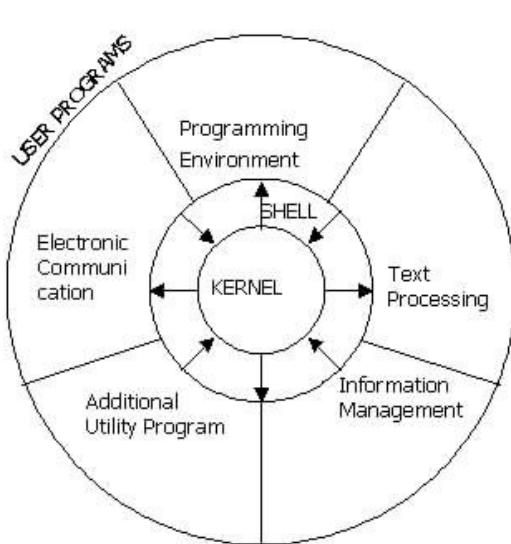 USER PROGRAMS
Programming
Environment
SHELL
Electronic
Communi
cation
KERNEL
Text
Processing
Additional
Utility Program
Information
Management